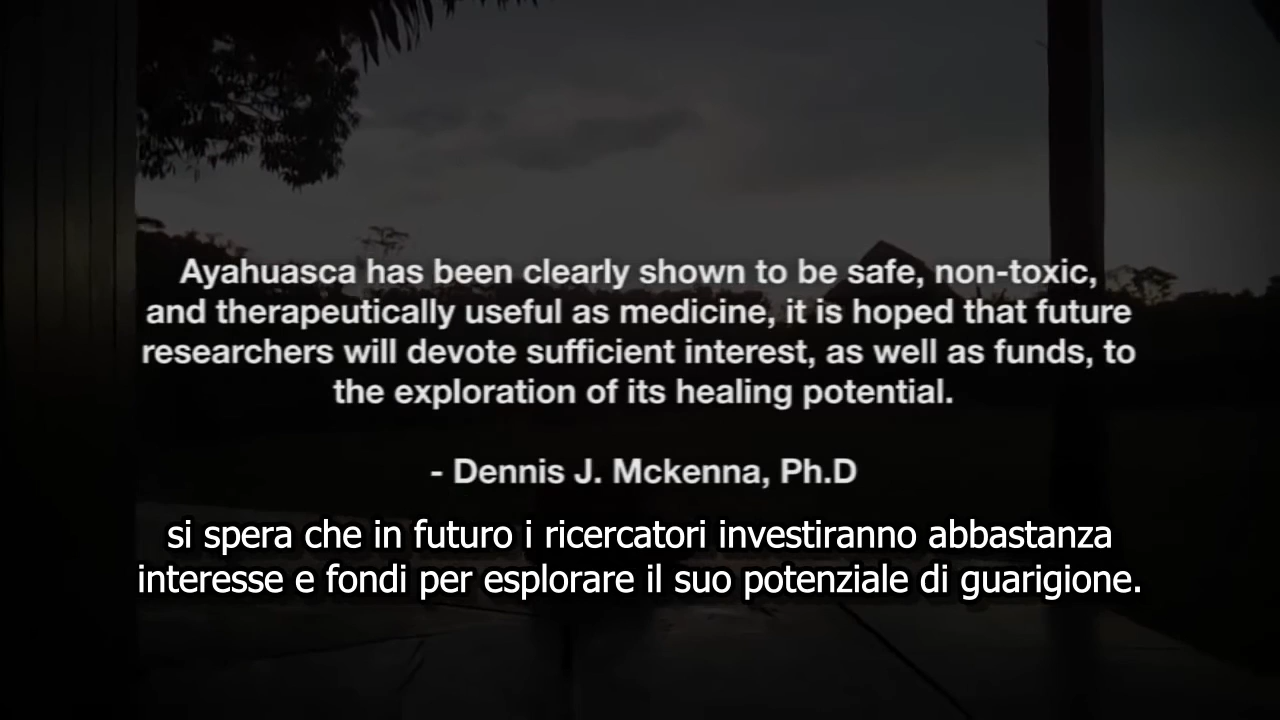 Ayahuasca has been clearly shown to be safe, non-toxic,
and therapeutically useful as medicine, it is hoped that future
researchers will devote sufficient interest, as well as funds, to
the exploration of its healing potential.
- Dennis J. Mckenna, Ph.D
si spera che in futuro i ricercatori investiranno abbastanza
interesse e fondi per esplorare il suo potenziale di guarigione.